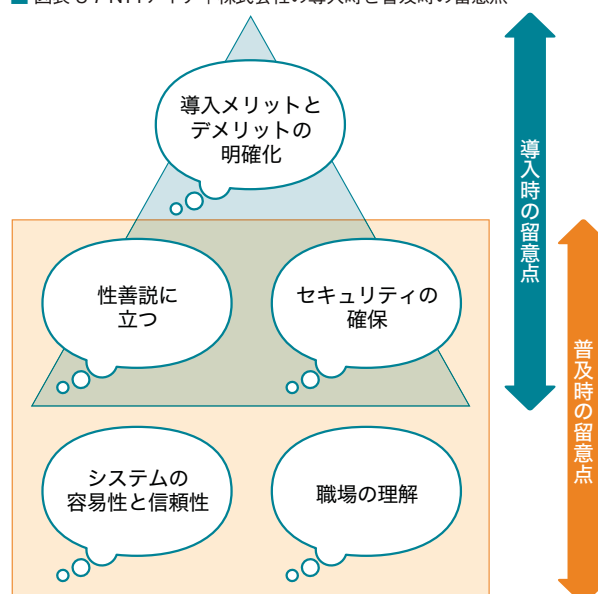 導入メリットと
デメリットの
明確化
性善説に
立つ
セキュリティの
確保
システムの
容易性と信頼性
職場の理解
導入時の留意点
普及時の留意点